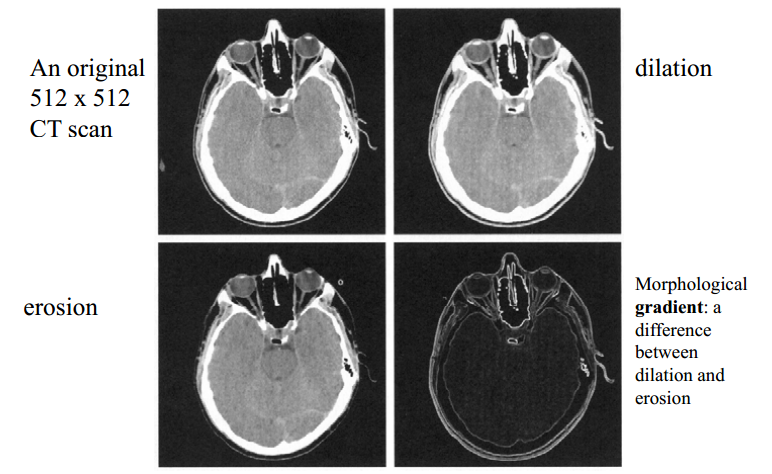 An original
512 x 512
CT scan
dilation
erosion
Morphological
gradient: a
difference
between
dilation and
erosion